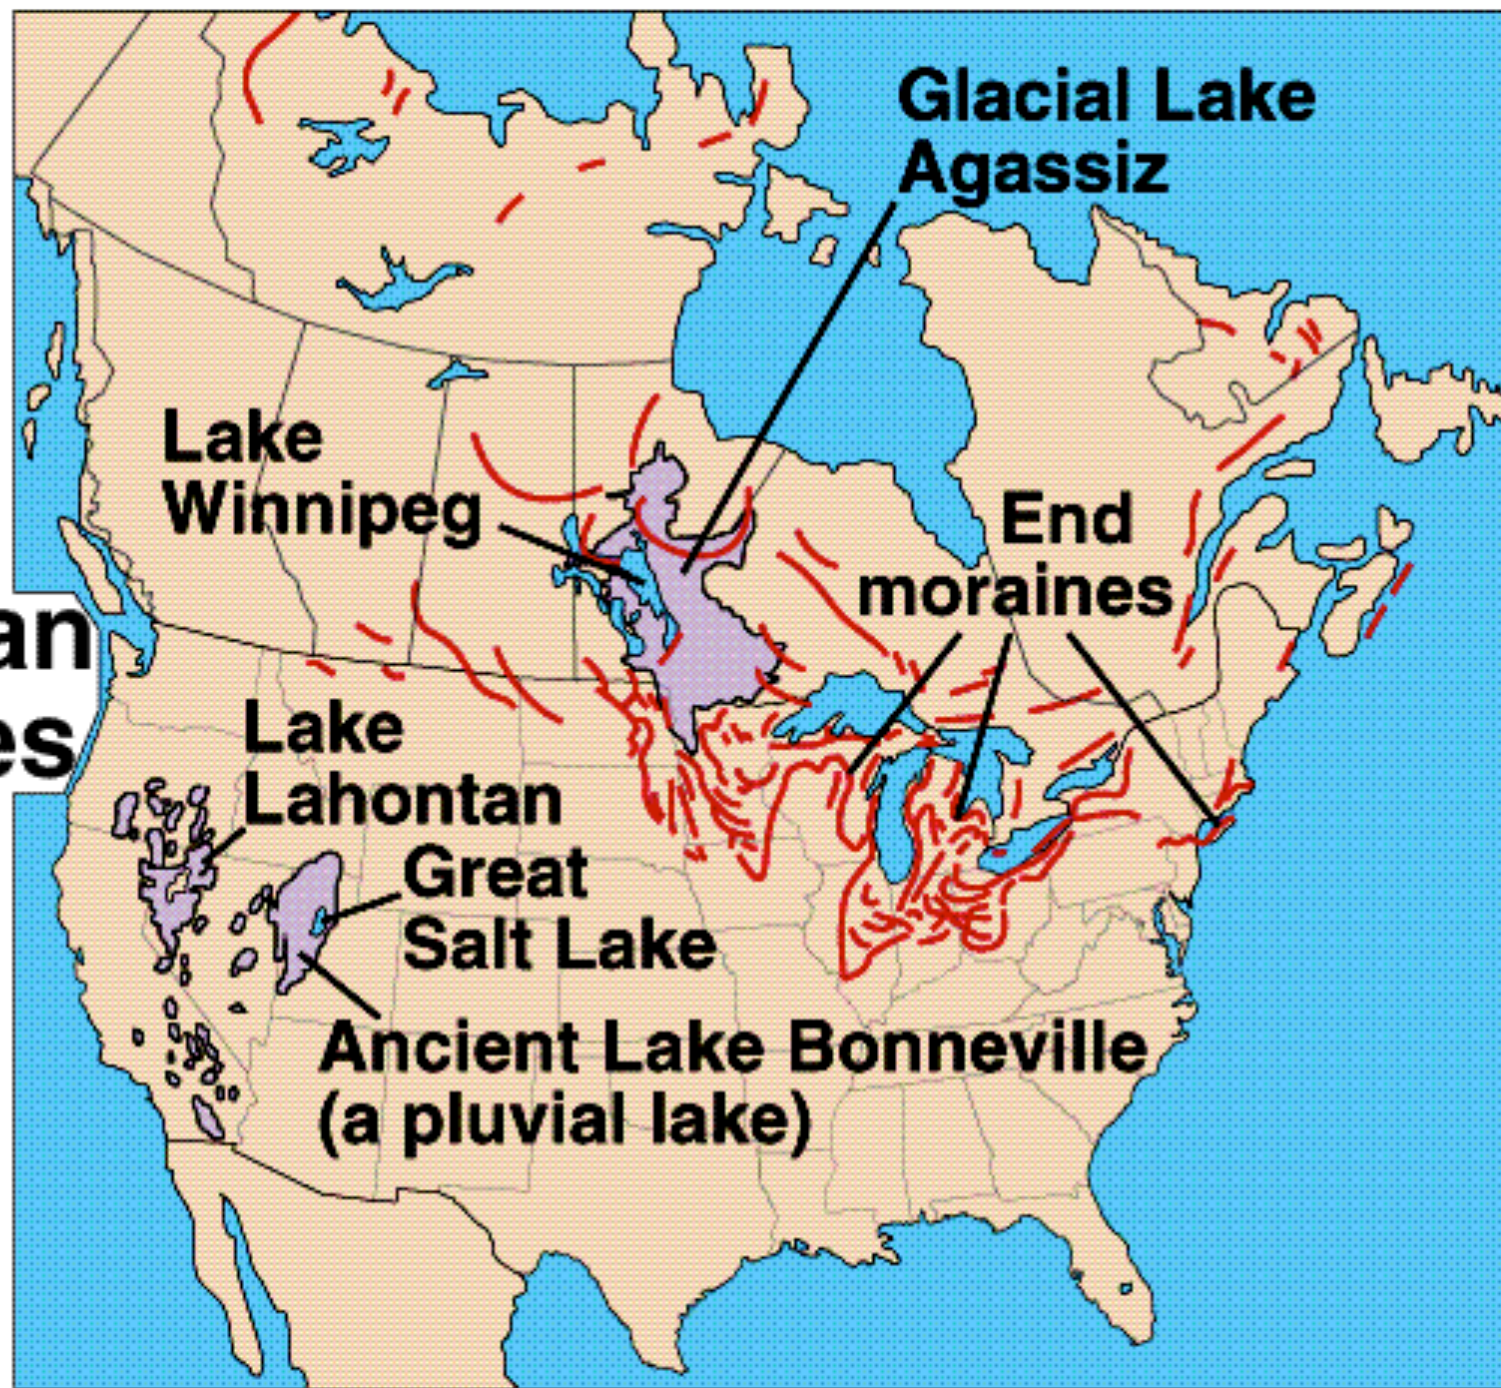 Glacial Lake
Agassiz
Lake
Winnipeg
End
moraines
an
es
Lake
Lahontan
Great
Salt Lake
Ancient Lake Bonneville
(a pluvial lake)